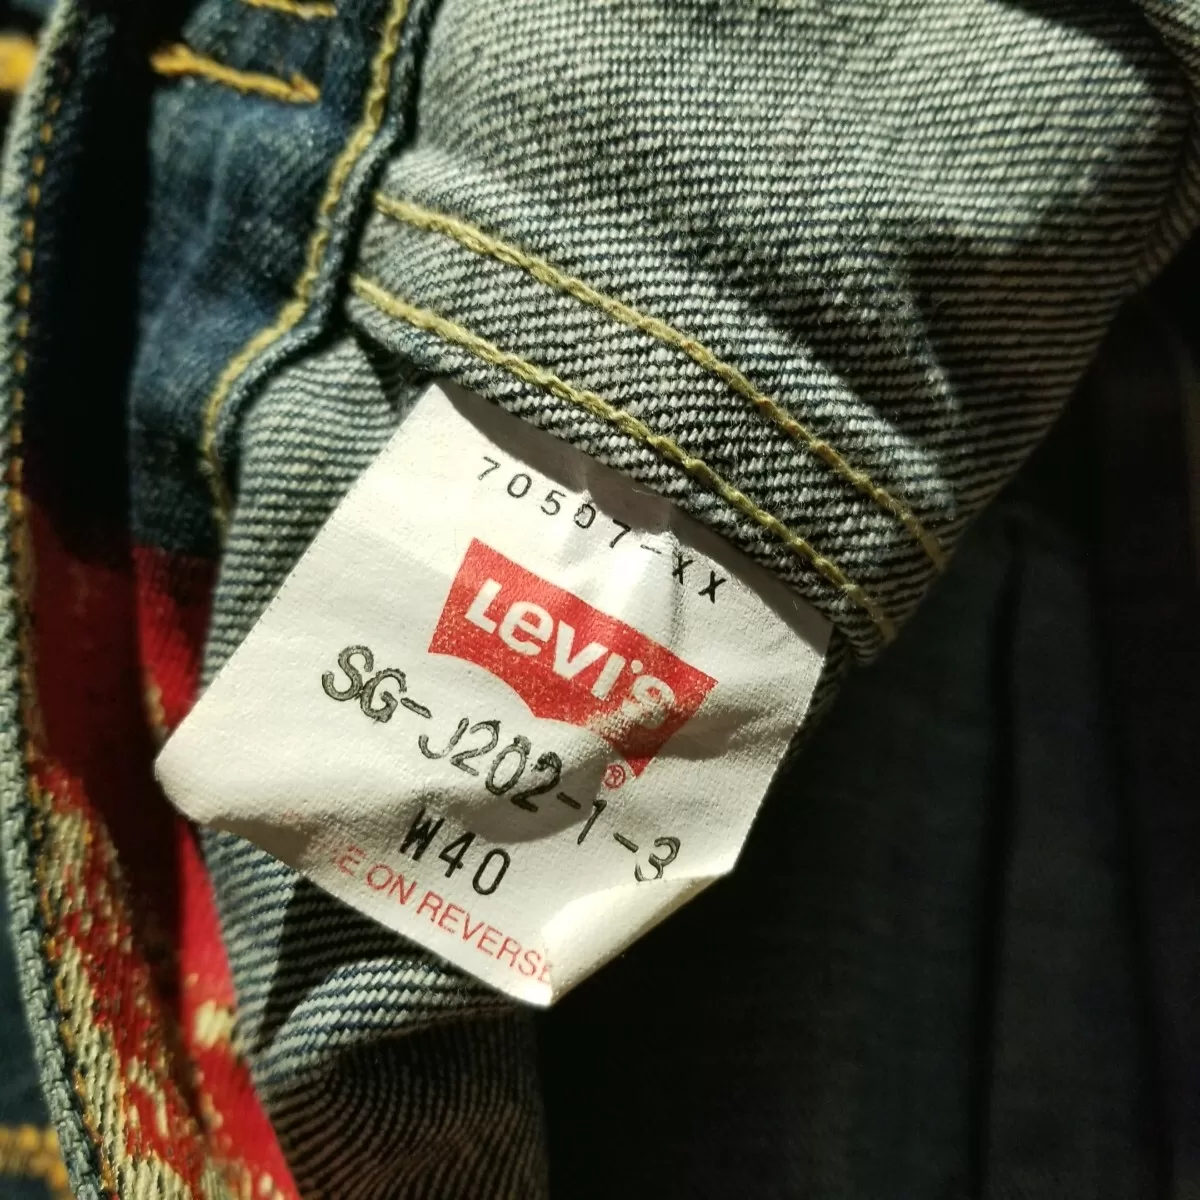 70507-XX
Levi's
®
SG-J202-1-3
W40
E ON REVERSE